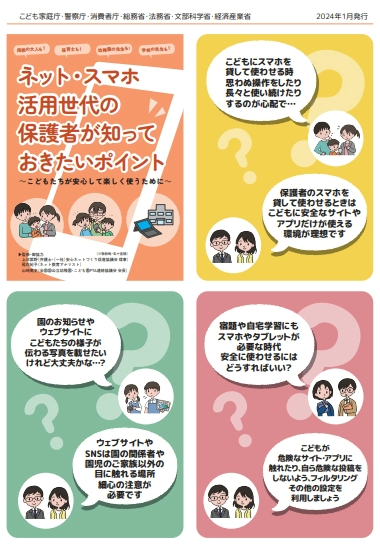 こども家庭庁・警察庁・消費者庁・総務省・法務省・文部科学省・経済産業省
2024年1月発行
周囲の大人も!
保育士も!
幼稚園の先生も!
学校の先生も!
ネット・スマホ
活用世代の
保護者が知って
おきたいポイント
~こどもたちが安心して楽しく使うために~
こどもにスマホを
貸して使わせる時
思わぬ操作をしたり
長々と使い続けたり
するのが心配で…
保護者のスマホを
貸して使わせるときは
こどもに安全なサイトや
アプリだけが使える
環境が理想です
園のお知らせや
ウェブサイトに
こどもたちの様子が
伝わる写真を載せたい
けれど大丈夫かな…?
ウェブサイトや
SNSは園の関係者や
園児のご家族以外の
目に触れる場所
細心の注意が
必要です
宿題や自宅学習にも
スマホやタブレットが
必要な時代
安全に使わせるには
どうすればいい?
こどもが
危険なサイト・アプリに
触れたり、自ら危険な投稿を
しないよう、フィルタリング
その他の設定を
利用しましょう